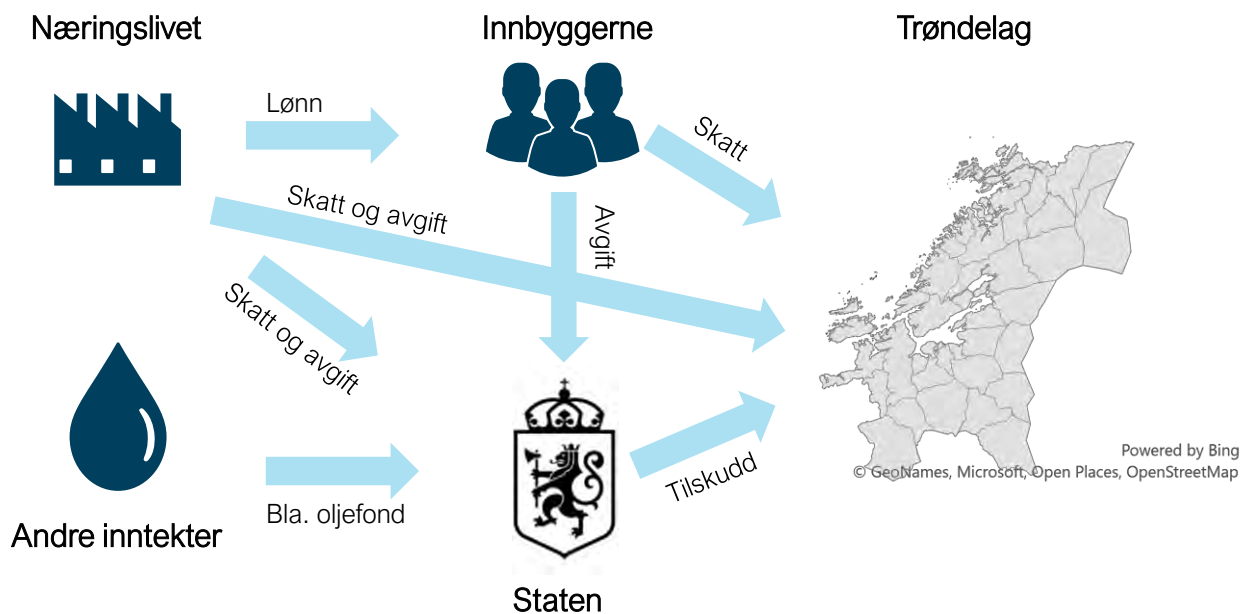 Næringslivet
Innbyggerne
Trøndelag
Lønn
Skatt
Skatt og avgift
Avgift
Skatt og avgift
Tilskudd
Bla. oljefond
Andre inntekter
Staten
Powered by Bing
© GeoNames, Microsoft, Open Places, OpenStreetMap